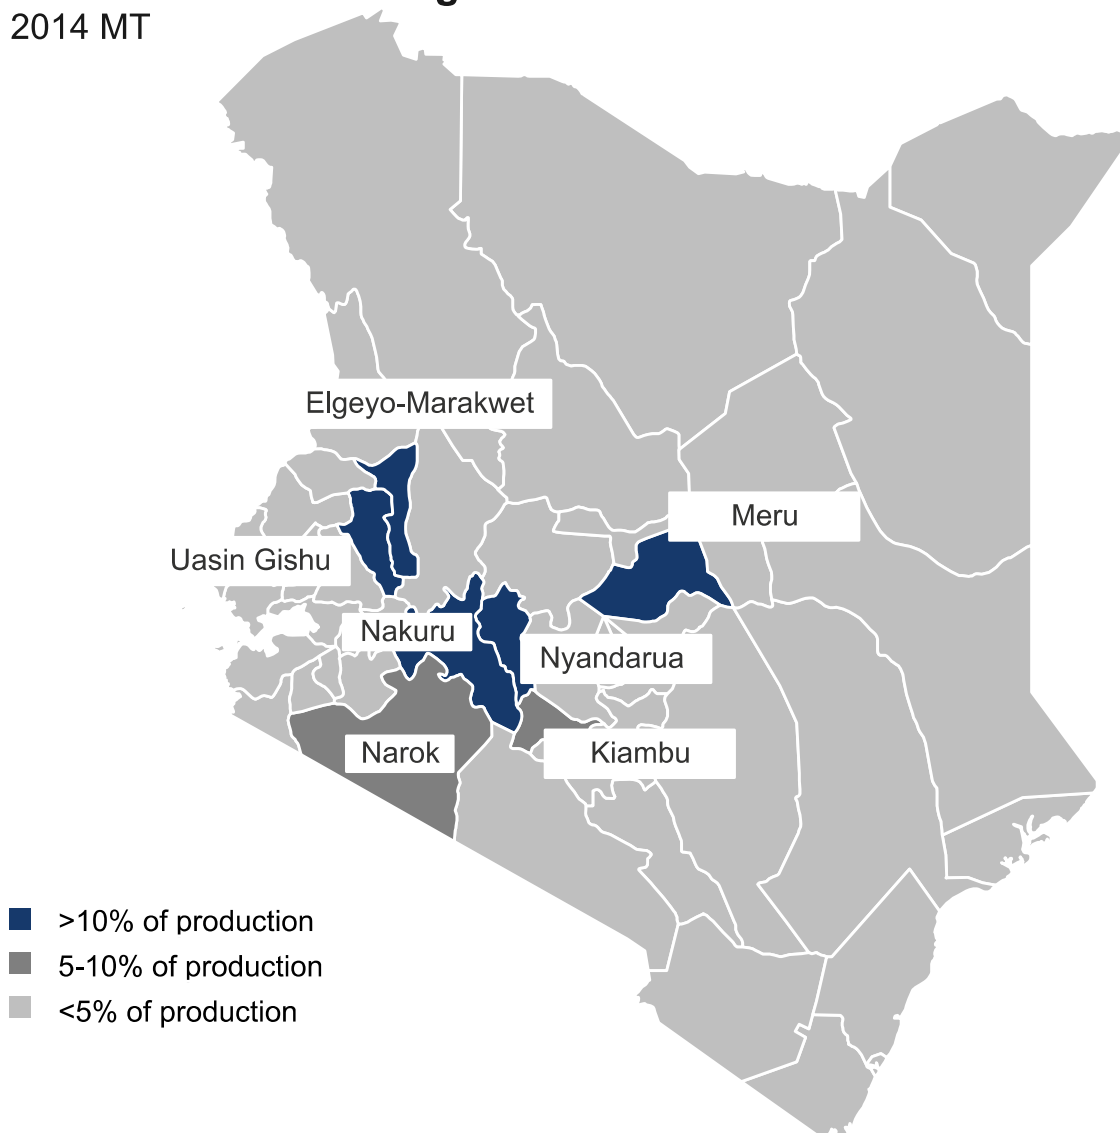 2014 MT
Elgeyo-Marakwet
Meru
Uasin Gishu
Nakuru
Nyandarua
Narok
Kiambu
>10% of production
5-10% of production
<5% of production